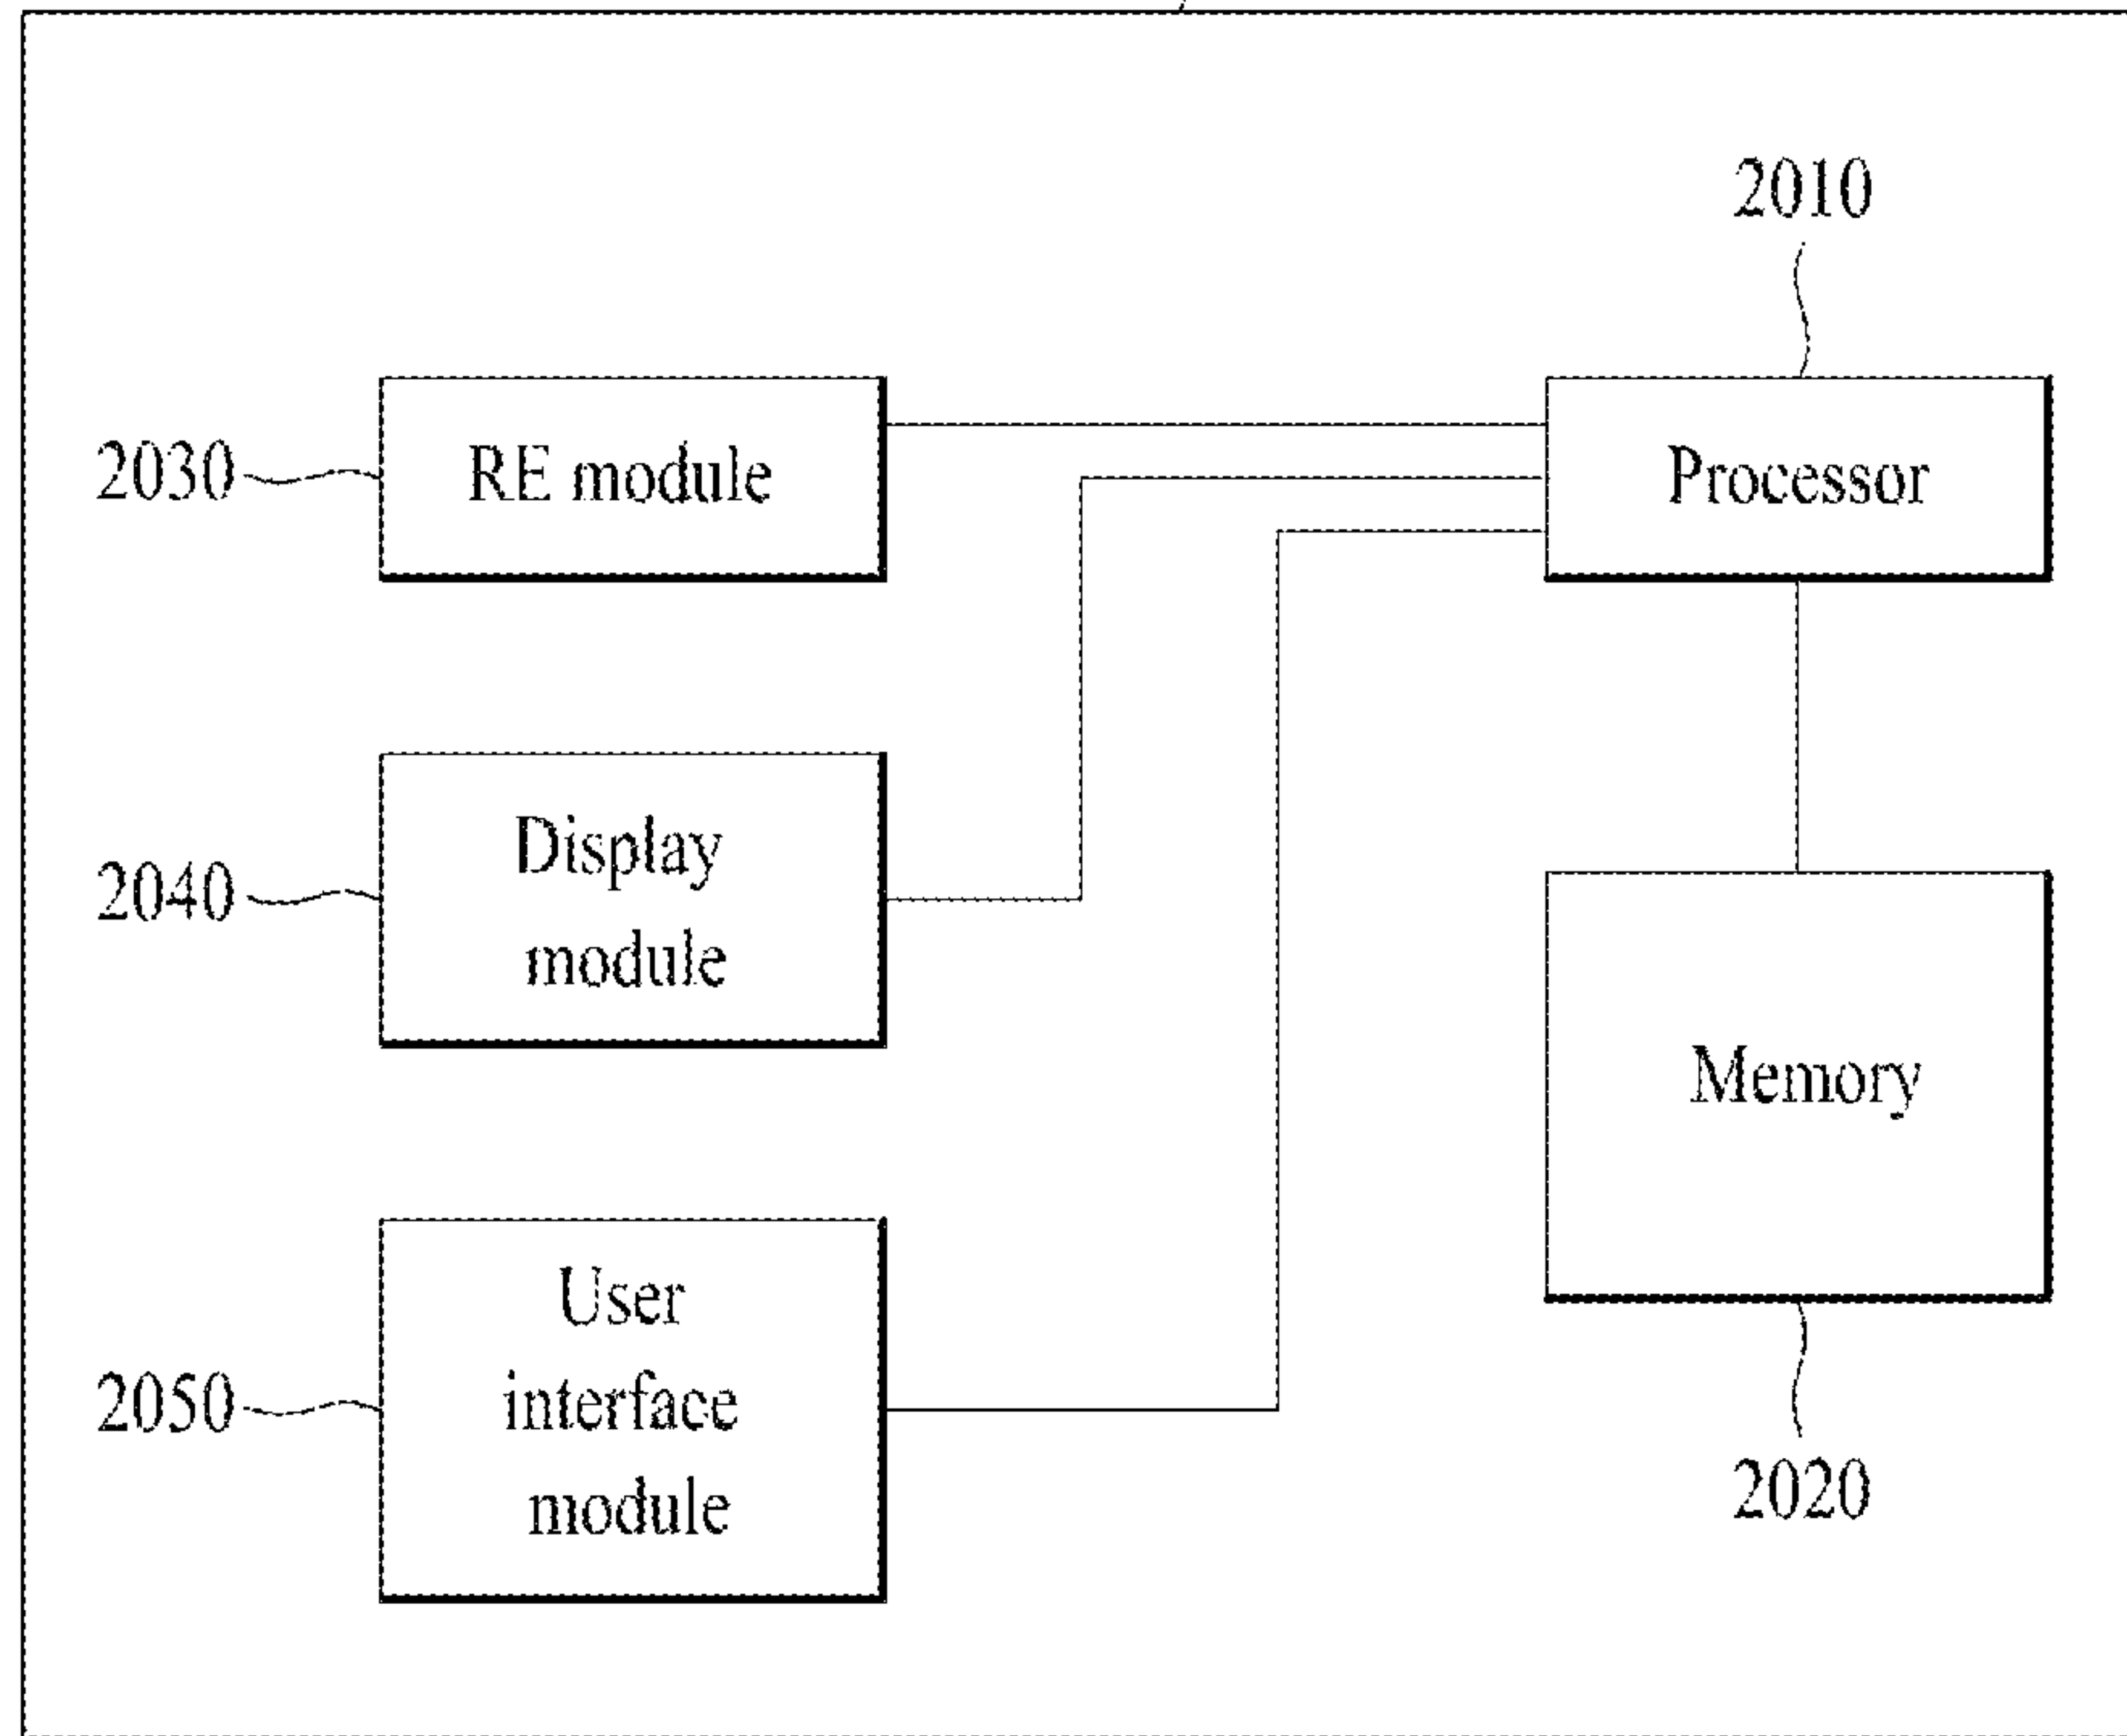 2010
2030
RE module
Processor
2040
Display
module
Memory
2050
User
interface
module
2020